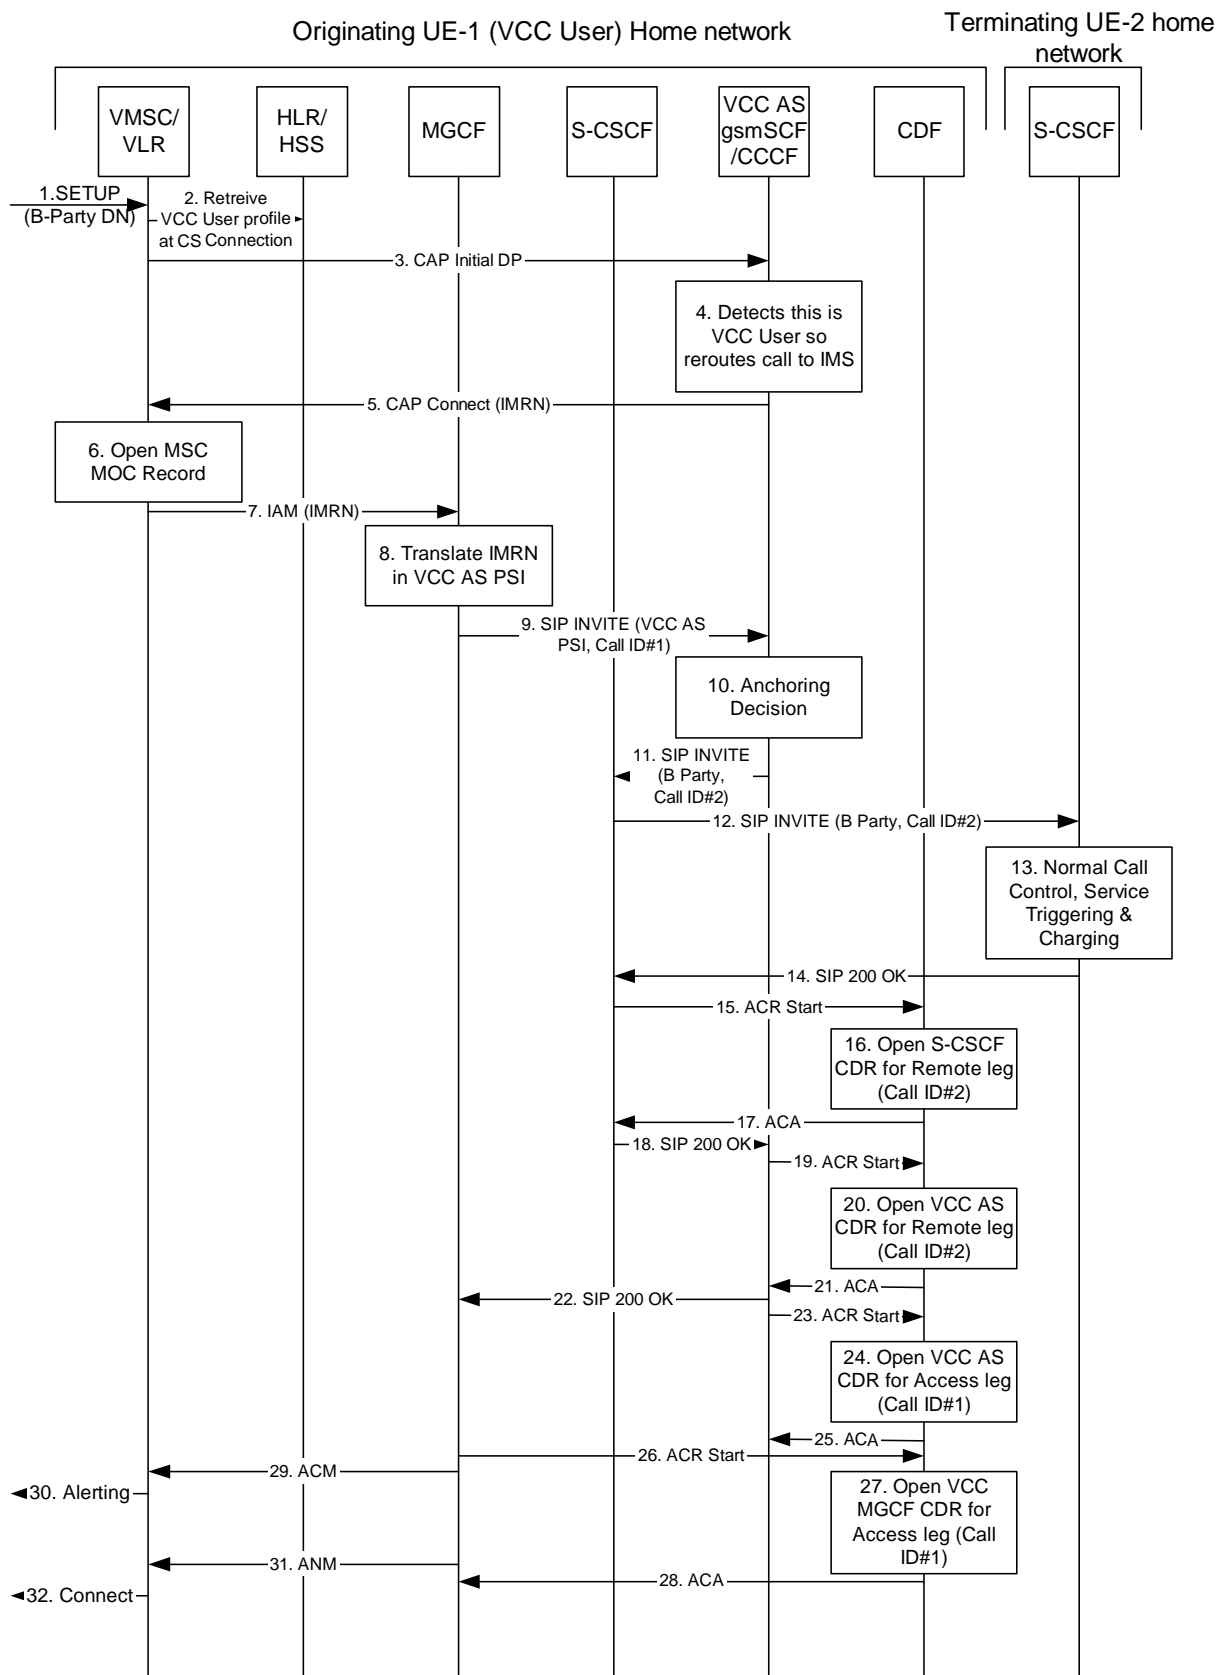 Originating UE-1 (VCC User) Home network
Terminating UE-2 home
network
VMSC/
VLR
HLR/
HSS
MGCF
S-CSCF
VCC AS
gsmSCF
/CCCF
CDF
S-CSCF
1.SETUP
(B-Party DN)
2. Retreive
VCC User profile
at CS Connection
3. CAP Initial DP
4. Detects this is
VCC User so
reroutes call to IMS
5. CAP Connect (IMRN)
6. Open MSC
MOC Record
7. IAM (IMRN)
8. Translate IMRN
in VCC AS PSI
9. SIP INVITE (VCC AS
PSI, Call ID#1)
10. Anchoring
Decision
11. SIP INVITE
(B Party,
Call ID#2)
12. SIP INVITE (B Party, Call ID#2)
13. Normal Call
Control, Service
Triggering &
Charging
14. SIP 200 OK
15. ACR Start
16. Open S-CSCF
CDR for Remote leg
(Call ID#2)
17. ACA
18. SIP 200 OK
19. ACR Start
20. Open VCC AS
CDR for Remote leg
(Call ID#2)
21. ACA
22. SIP 200 OK
23. ACR Start
24. Open VCC AS
CDR for Access leg
(Call ID#1)
25. ACA
26. ACR Start
29. ACM
30. Alerting
27. Open VCC
MGCF CDR for
Access leg (Call
ID#1)
31. ANM
28. ACA
32. Connect